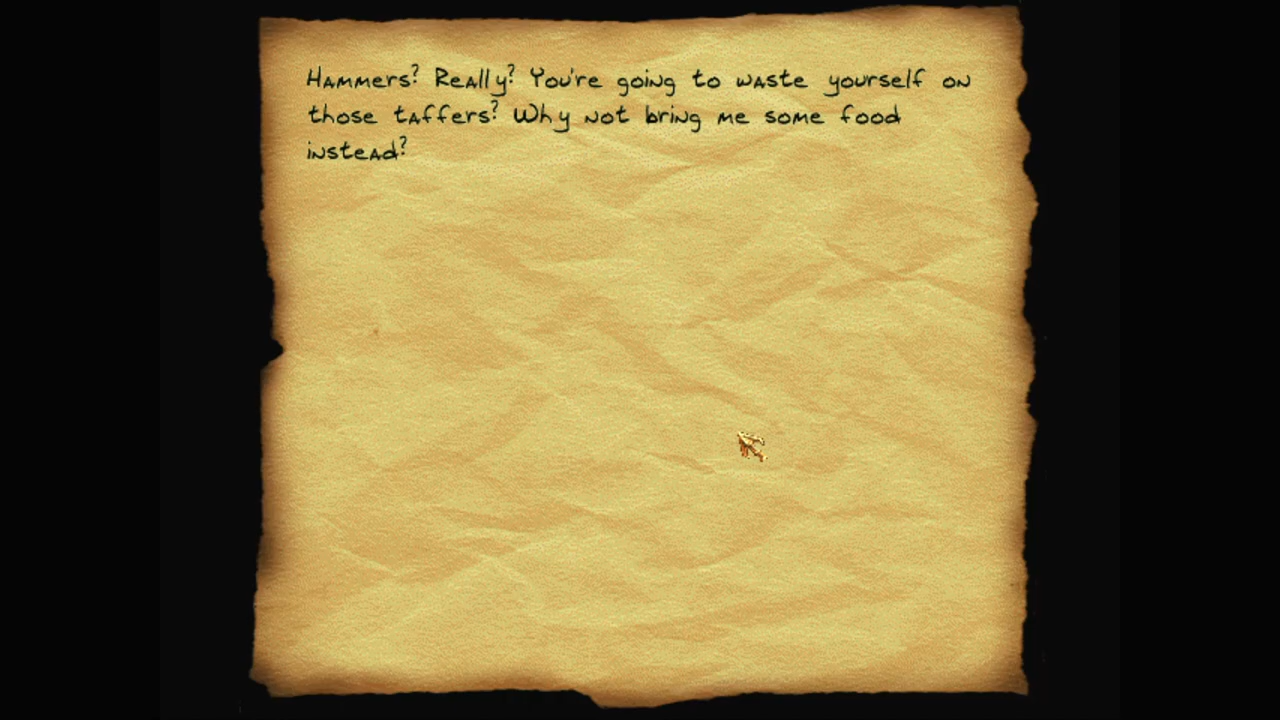 Hammers? Really? You're going to waste yourself on
those taffers? Why not bring me some food
instead?